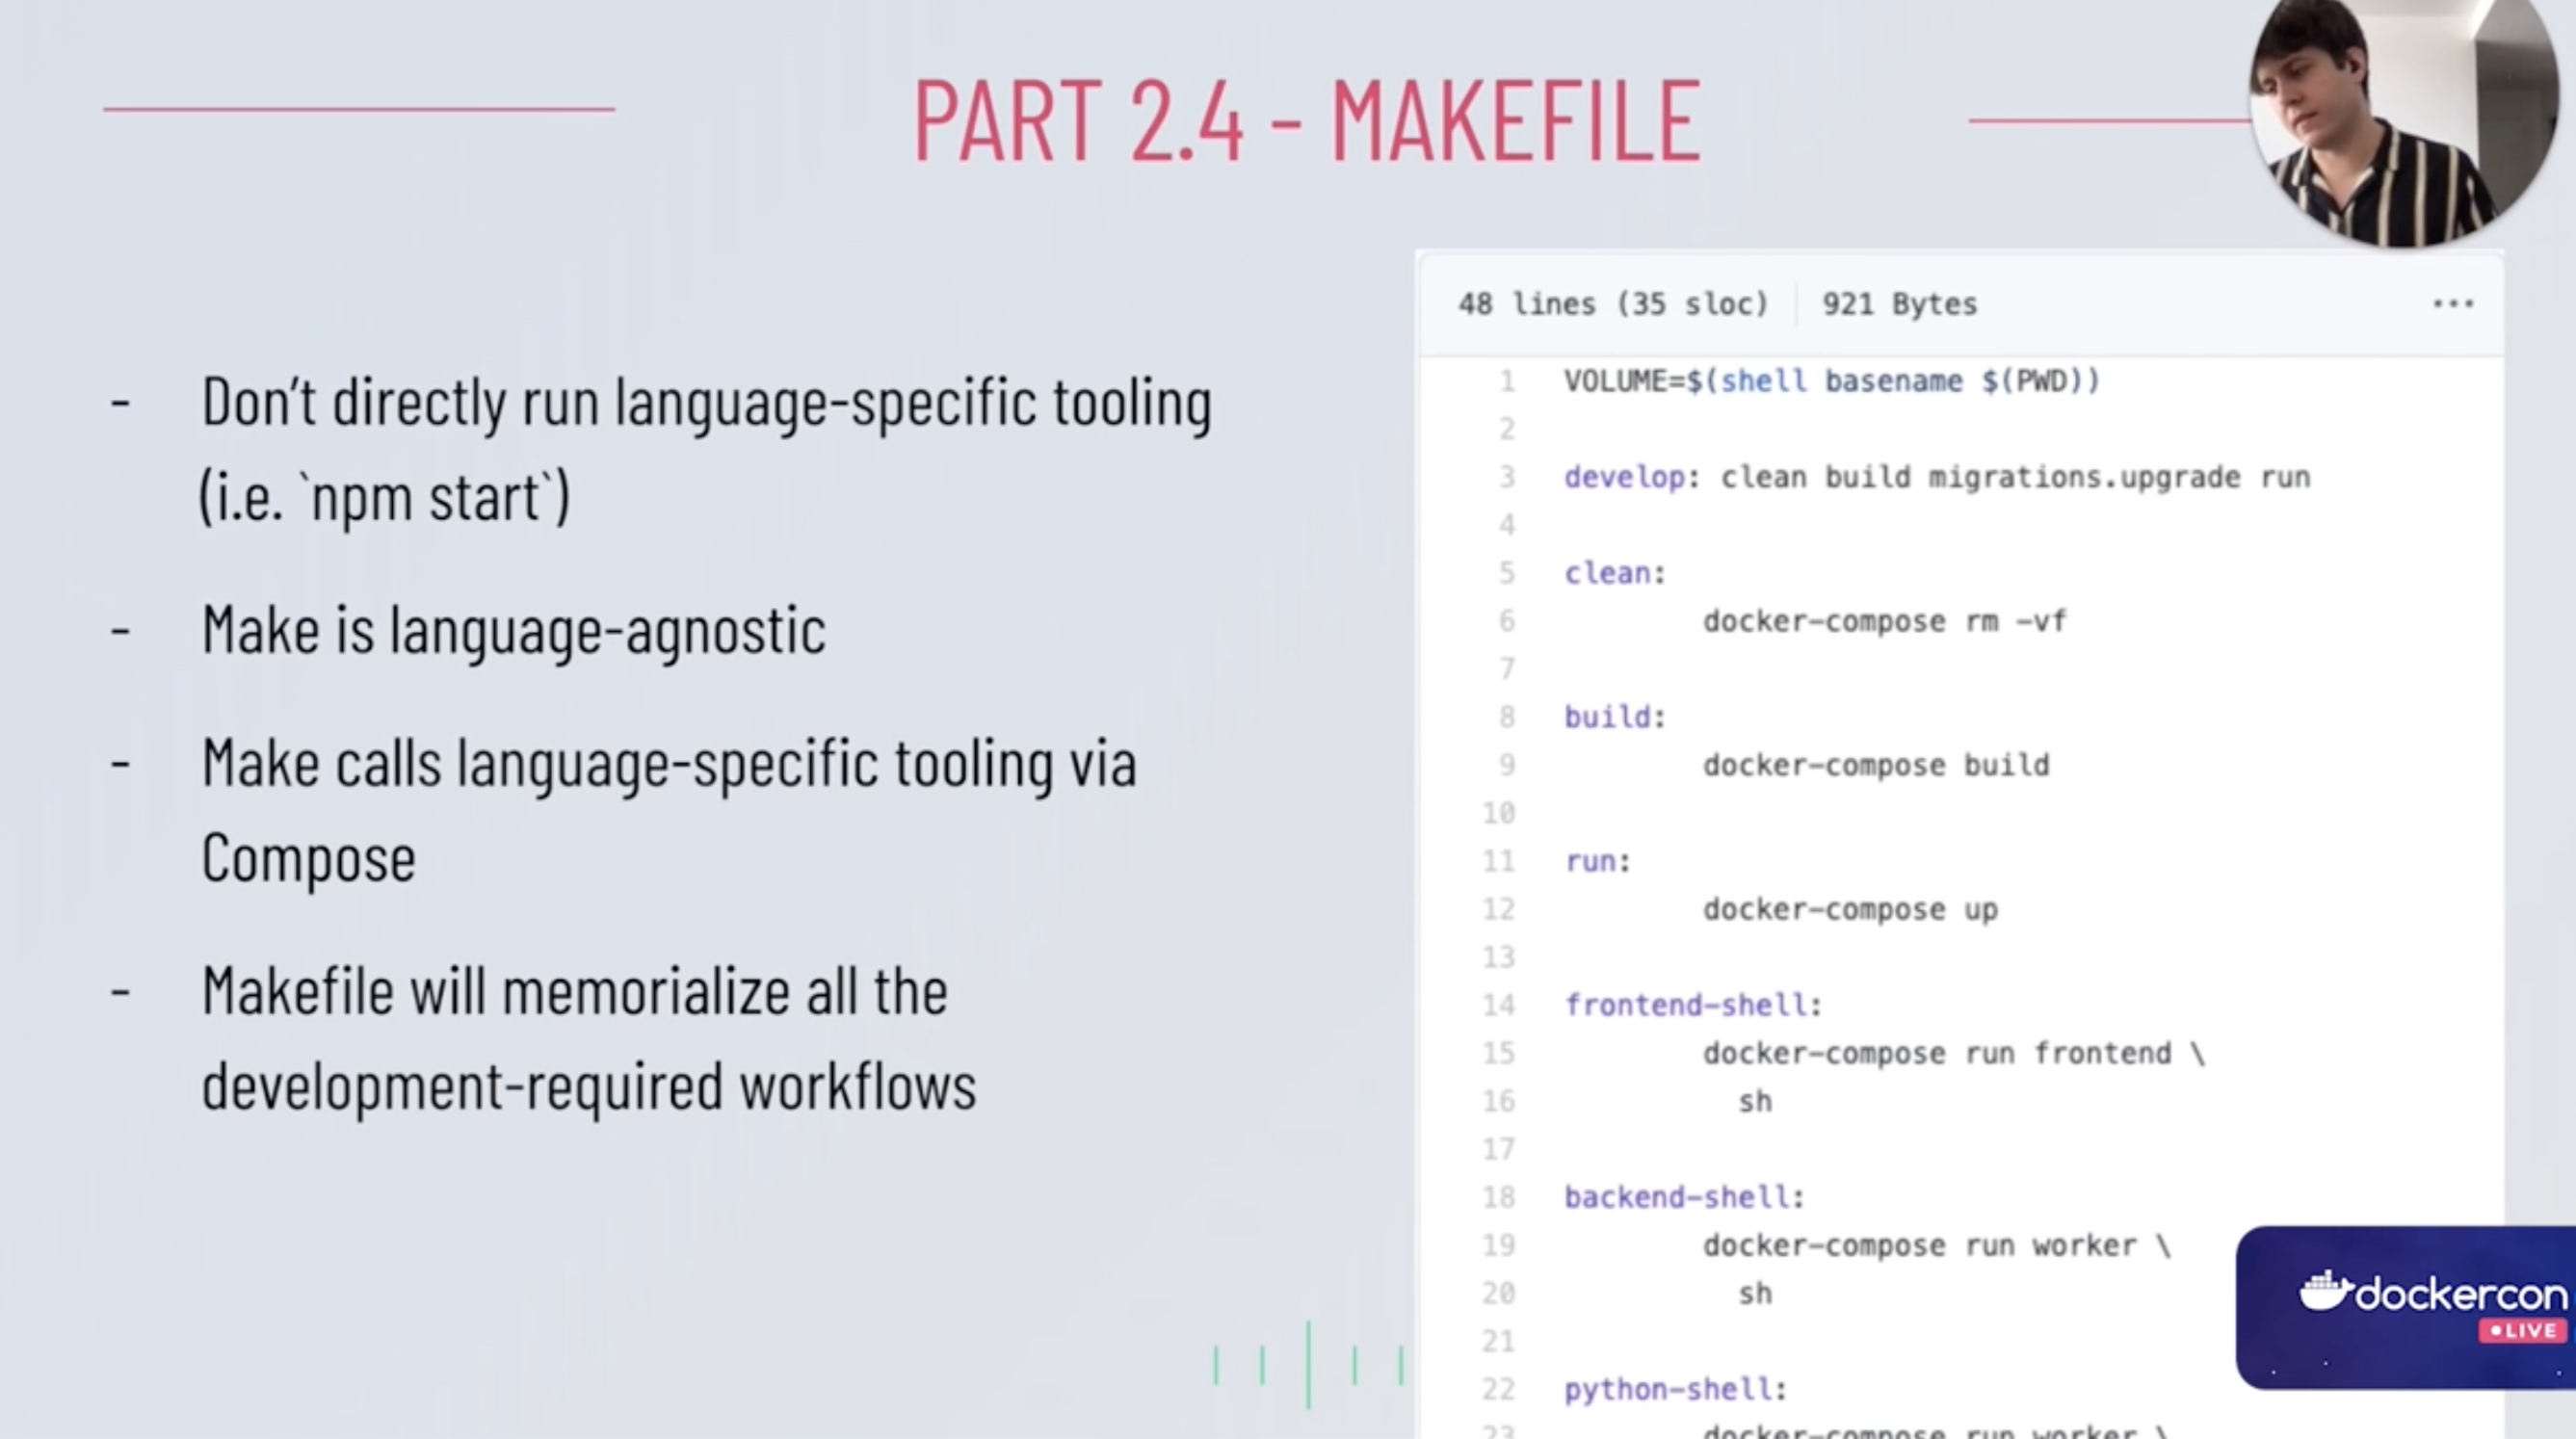 PART 2.4 - MAKEFILE
- Don’t directly run language-specific tooling
(i.e. `npm start`)
- Make is language-agnostic
- Make calls language-specific tooling via
Compose
- Makefile will memorialize all the
development-required workflows
48 lines (35 sloc) 921 Bytes ...
1 VOLUME=$(shell basename $(PWD))
2
3 develop: clean build migrations.upgrade run
4
5 clean:
6 docker-compose rm -vf
7
8 build:
9 docker-compose build
10
11 run:
12 docker-compose up
13
14 frontend-shell:
15 docker-compose run frontend \
16 sh
17
18 backend-shell:
19 docker-compose run worker \
20 sh
21
22 python-shell:
23 docker-compose run worker \
dockercon
LIVE